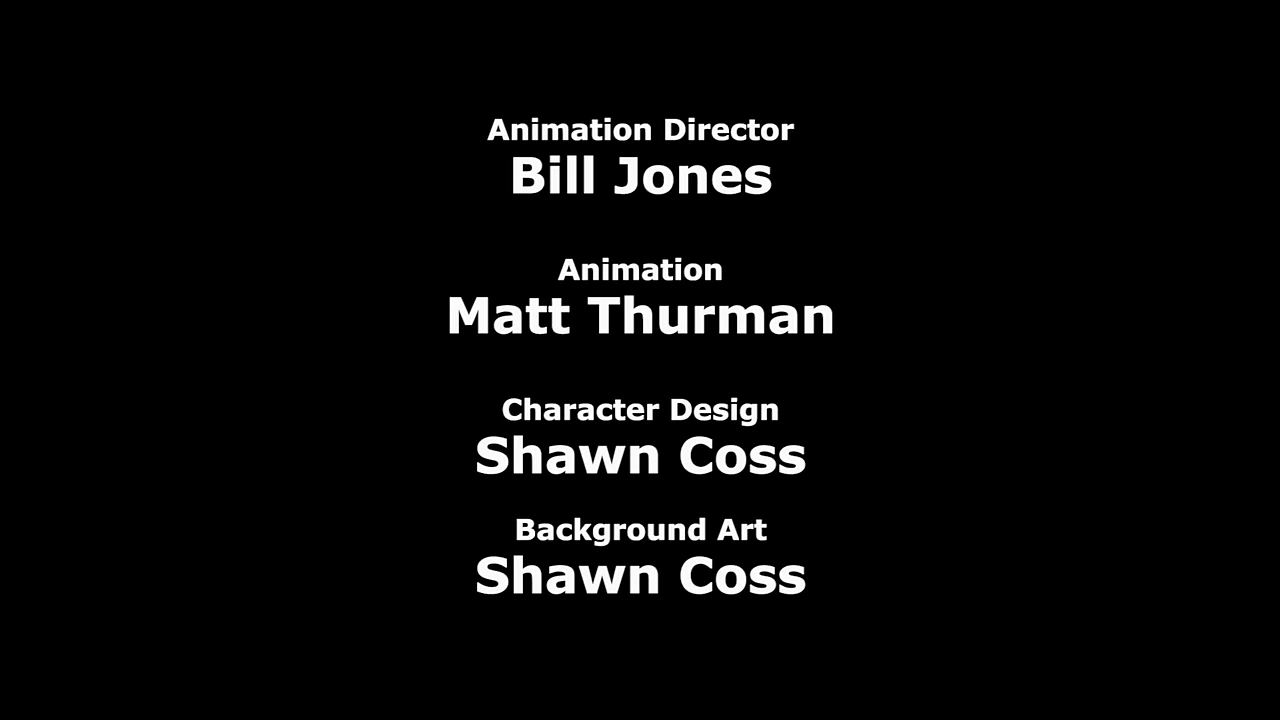 Animation Director
Bill Jones
Animation
Matt Thurman
Character Design
Shawn Coss
Background Art
Shawn Coss